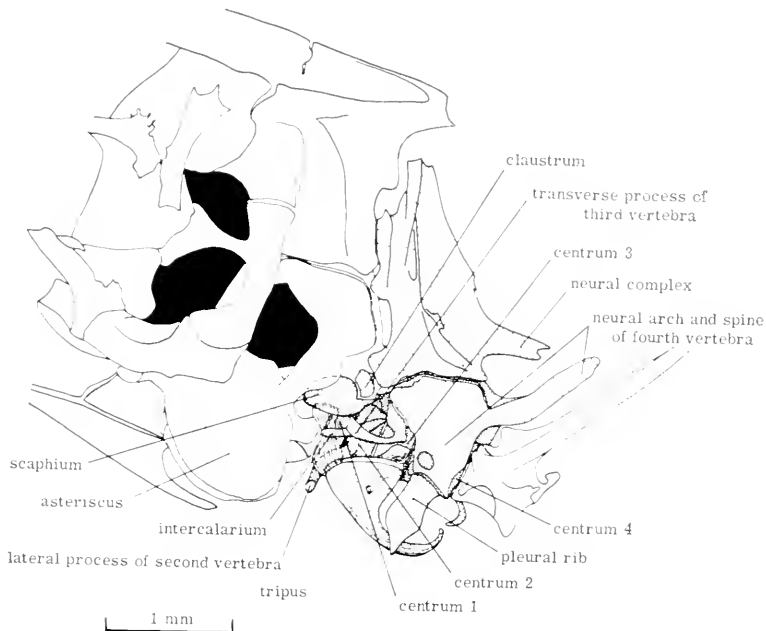 claustrum
transverse process of
third vertebra
centrum 3
neural complex
neural arch and spine
of fourth vertebra
scaphium
asteriscus
intercalarium
lateral process of second vertebra
tripus
centrum 1
centrum 2
pleural rib
centrum 4
1 mm